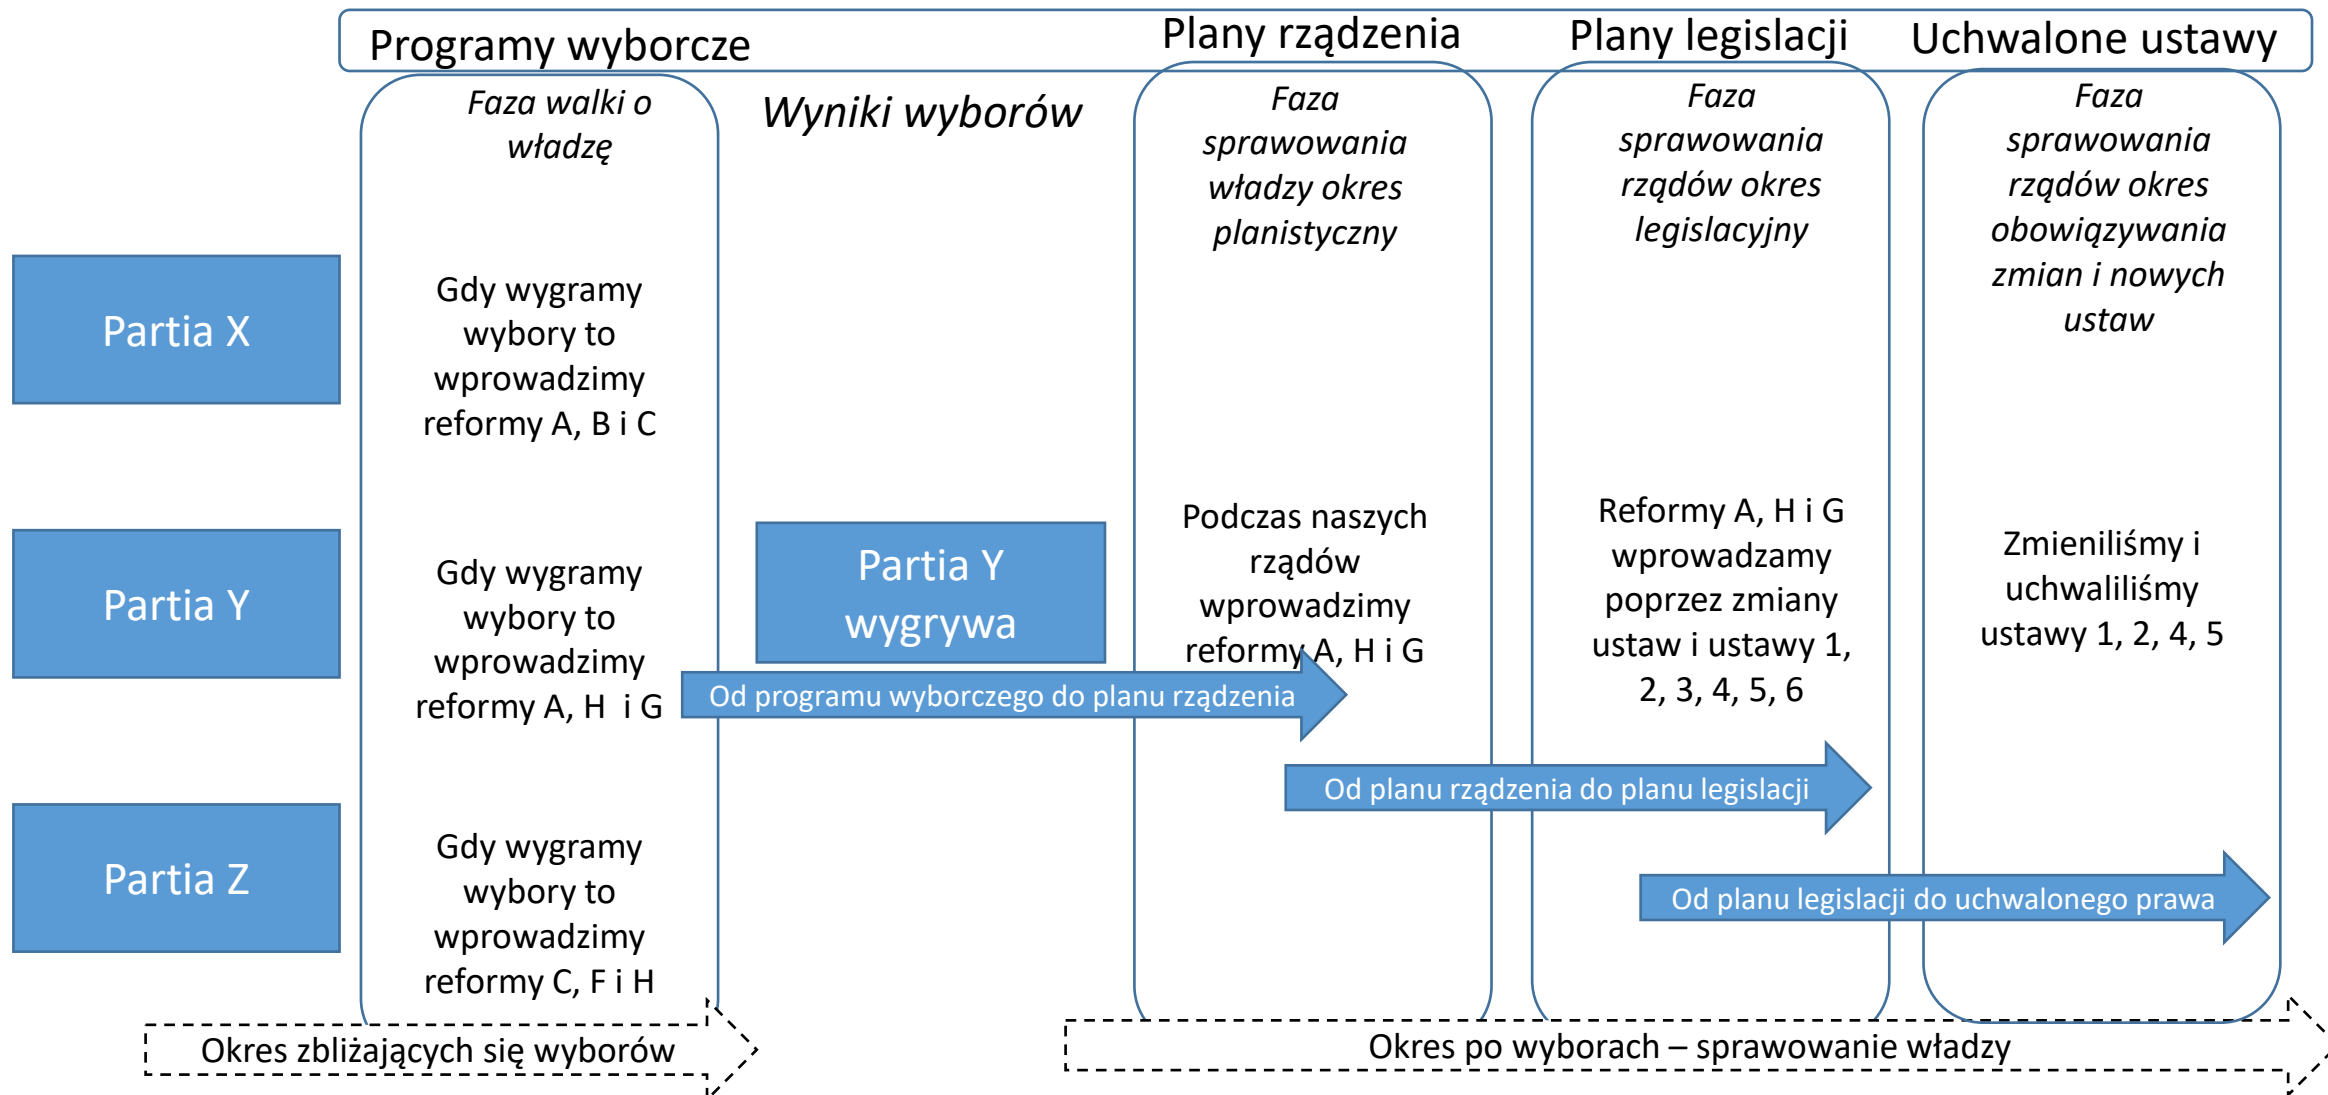 Programy wyborcze
Plany rządzenia
Plany legislacji
Uchwalone ustawy
Faza walki o
władzę
Wyniki wyborów
Faza
sprawowania
władzy okres
planistyczny
Faza
sprawowania
rządów okres
legislacyjny
Faza
sprawowania
rządów okres
obowiązywania
zmian i nowych
ustaw
Partia X
Gdy wygramy
wybory to
wprowadzimy
reformy A, B i C
Partia Y
Gdy wygramy
wybory to
wprowadzimy
reformy A, H i G
Partia Y
wygrywa
Podczas naszych
rządów
wprowadzimy
reformy A, H i G
Reformy A, H i G
wprowadzamy
poprzez zmiany
ustaw i ustawy 1,
2, 3, 4, 5, 6
Zmieniliśmy i
uchwaliliśmy
ustawy 1, 2, 4, 5
Od programu wyborczego do planu rządzenia
Od planu rządzenia do planu legislacji
Partia Z
Gdy wygramy
wybory to
wprowadzimy
reformy C, F i H
Od planu legislacji do uchwalonego prawa
Okres zbliżających się wyborów
Okres po wyborach – sprawowanie władzy